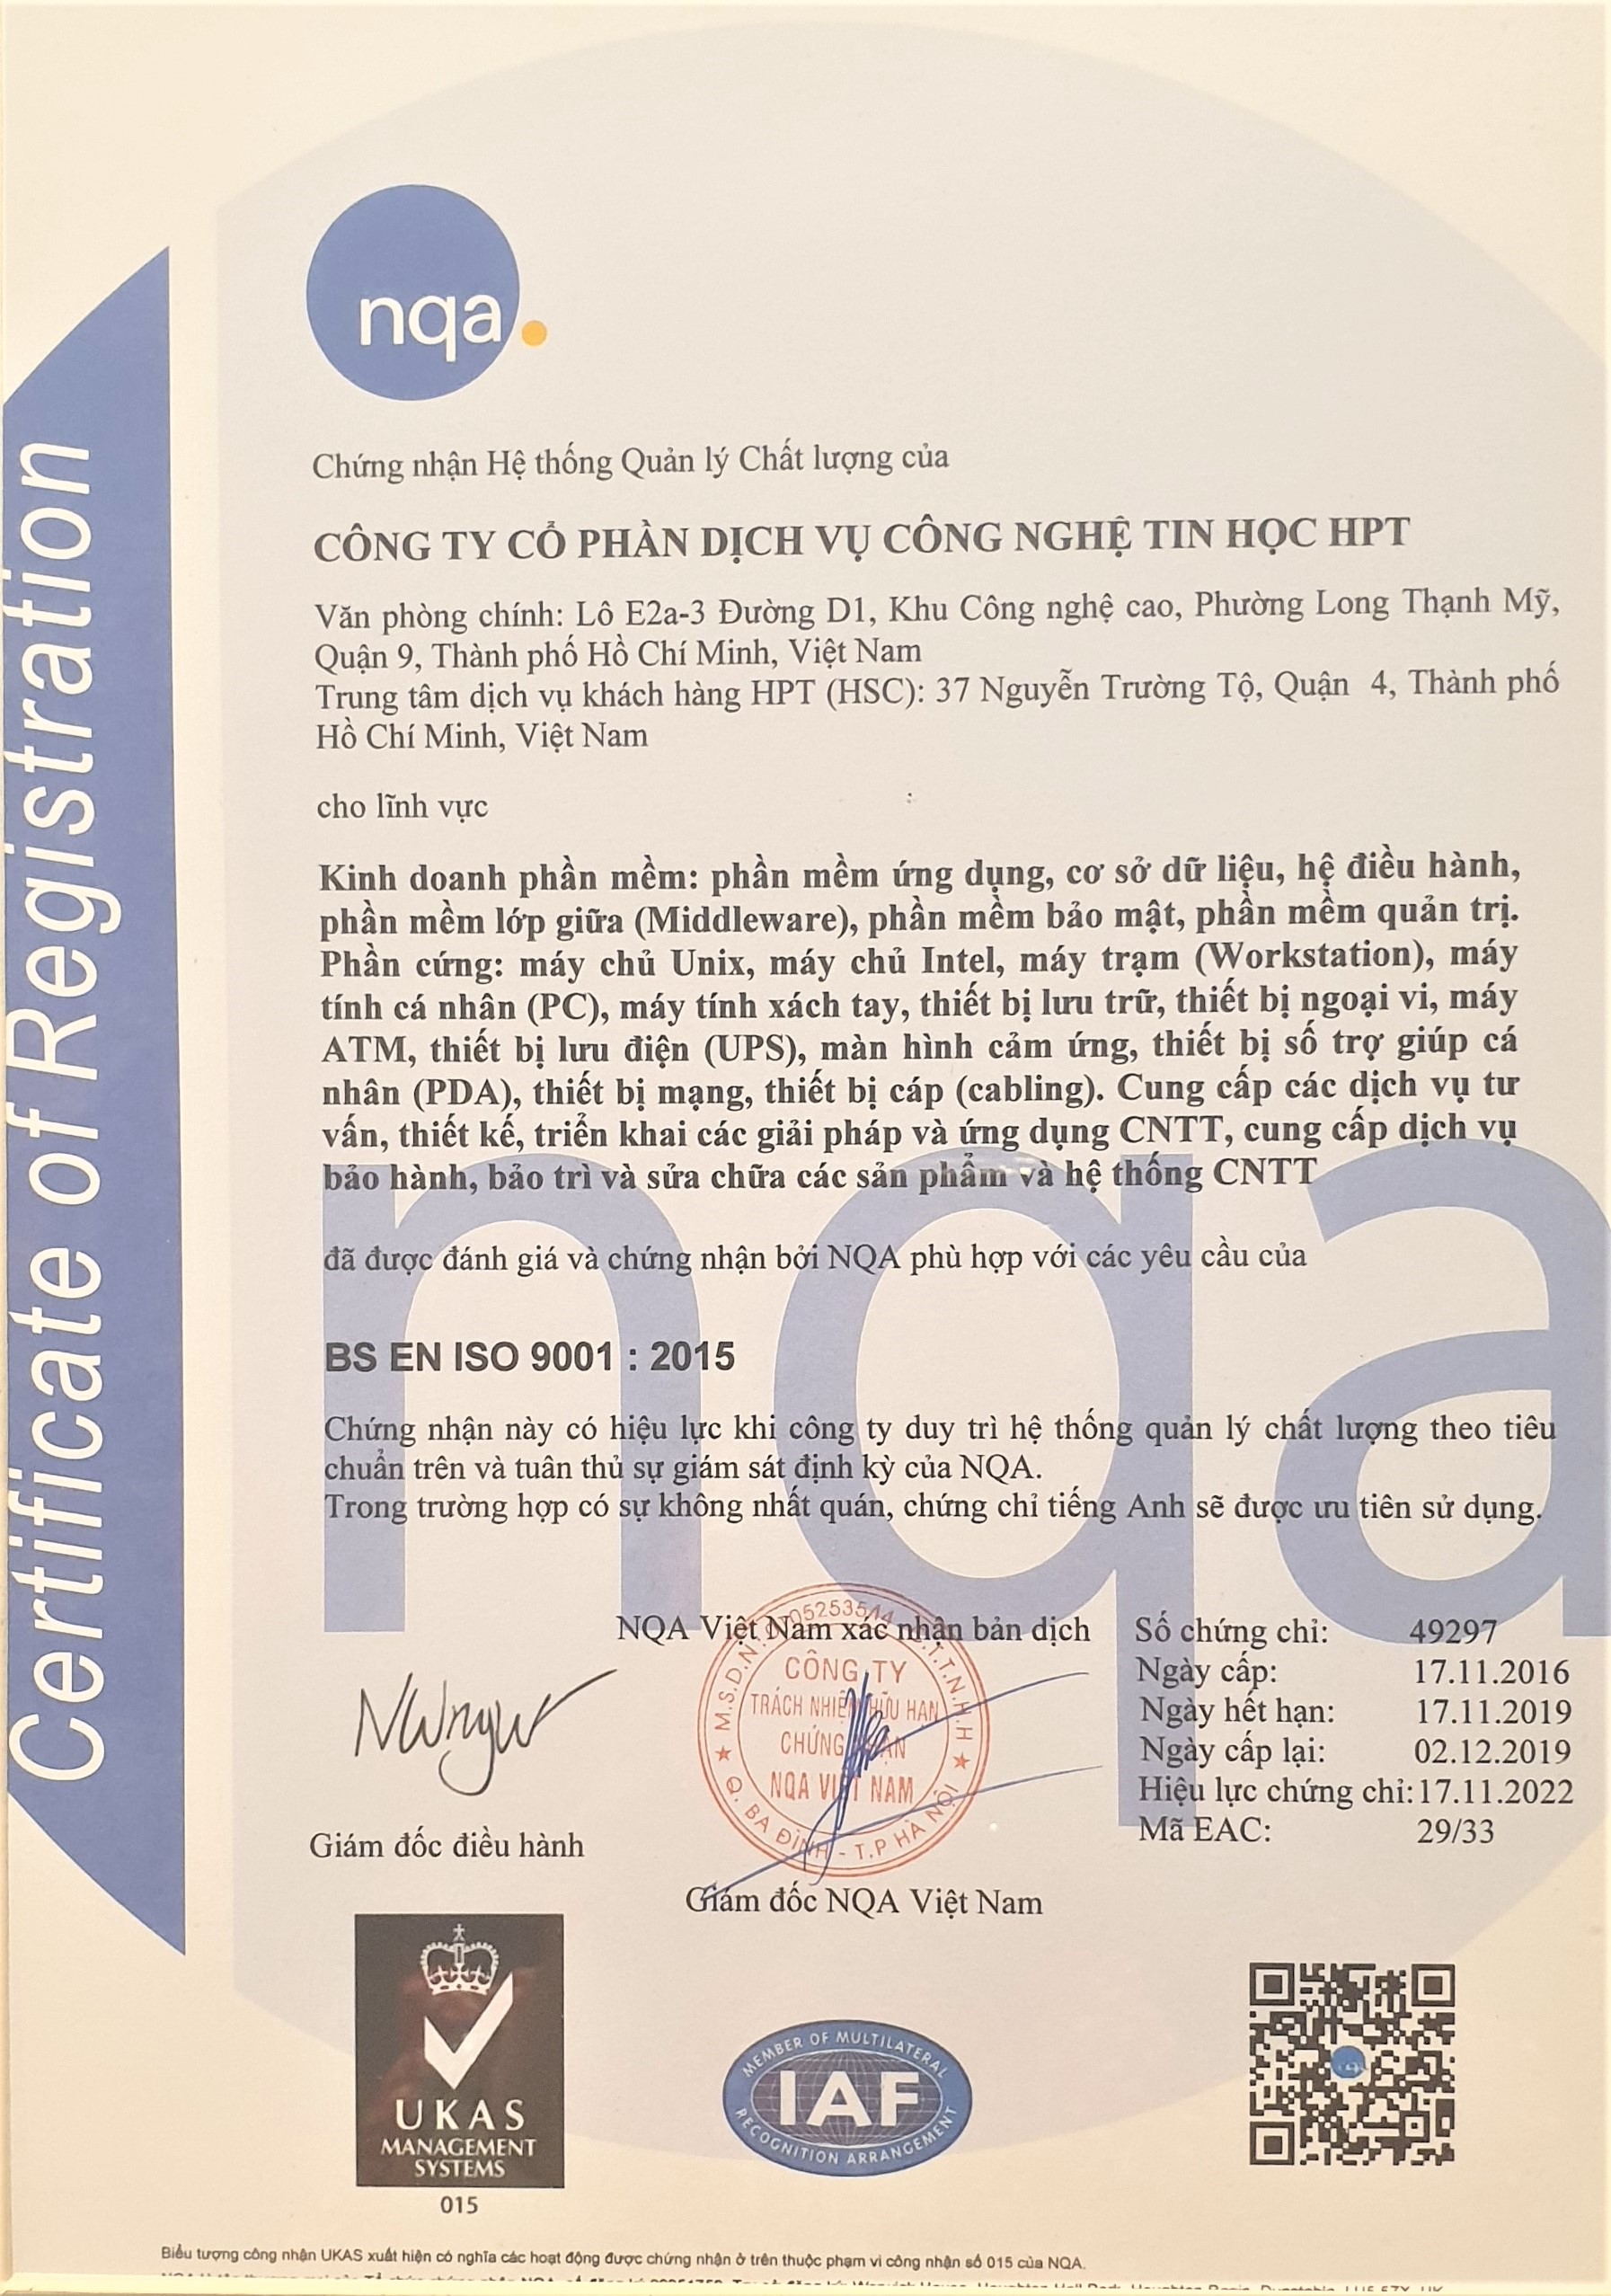 Certificate of Registration
nqa.
Chứng nhận Hệ thống Quản lý Chất lượng của
CÔNG TY CỔ PHẦN DỊCH VỤ CÔNG NGHỆ TIN HỌC HPT
Văn phòng chính: Lô E2a-3 Đường D1, Khu Công nghệ cao, Phường Long Thạnh Mỹ,
Quận 9, Thành phố Hồ Chí Minh, Việt Nam
Trung tâm dịch vụ khách hàng HPT (HSC): 37 Nguyễn Trường Tộ, Quận 4, Thành phố
Hồ Chí Minh, Việt Nam
cho lĩnh vực
Kinh doanh phần mềm: phần mềm ứng dụng, cơ sở dữ liệu, hệ điều hành,
phần mềm lớp giữa (Middleware), phần mềm bảo mật, phần mềm quản trị.
Phần cứng: máy chủ Unix, máy chủ Intel, máy trạm (Workstation), máy
tính cá nhân (PC), máy tính xách tay, thiết bị lưu trữ, thiết bị ngoại vi, máy
ATM, thiết bị lưu điện (UPS), màn hình cảm ứng, thiết bị số trợ giúp cá
nhân (PDA), thiết bị mạng, thiết bị cáp (cabling). Cung cấp các dịch vụ tư
vấn, thiết kế, triển khai các giải pháp và ứng dụng CNTT, cung cấp dịch vụ
bảo hành, bảo trì và sửa chữa các sản phẩm và hệ thống CNTT
đã được đánh giá và chứng nhận bởi NQA phù hợp với các yêu cầu của
nqa
BS EN ISO 9001 : 2015
Chứng nhận này có hiệu lực khi công ty duy trì hệ thống quản lý chất lượng theo tiêu
chuẩn trên và tuân thủ sự giám sát định kỳ của NQA.
Trong trường hợp có sự không nhất quán, chứng chỉ tiếng Anh sẽ được ưu tiên sử dụng.
NQA Việt Nam xác nhận bản dịch
CÔNG TY
TRÁCH NHIỆM HỮU HẠN
CHỨNG NHẬN
NQA VIỆT NAM
Q. BA ĐÌNH - T.P HÀ NỘI
Số chứng chỉ: 49297
Ngày cấp: 17.11.2016
Ngày hết hạn: 17.11.2019
Ngày cấp lại: 02.12.2019
Hiệu lực chứng chỉ: 17.11.2022
Mã EAC: 29/33
Giám đốc điều hành
Giám đốc NQA Việt Nam
UKAS
MANAGEMENT
SYSTEMS
015
MEMBER OF MULTILATERAL
IAF
RECOGNITION ARRANGEMENT
Biểu tượng công nhận UKAS xuất hiện có nghĩa các hoạt động được chứng nhận ở trên thuộc phạm vi công nhận số 015 của NQA.